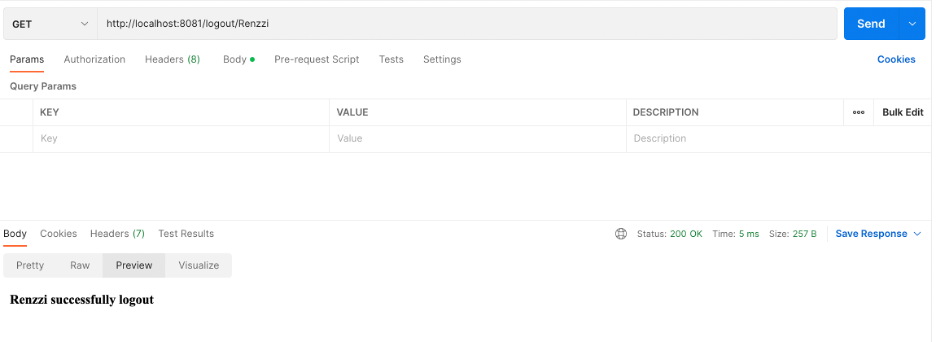 GET http://localhost:8081/logout/Renzzi Send
Params Authorization Headers (8) Body Pre-request Script Tests Settings Cookies
Query Params
KEY VALUE DESCRIPTION ooo Bulk Edit
Key Value Description
Body Cookies Headers (7) Test Results Status: 200 OK Time: 5 ms Size: 257 B Save Response
Pretty Raw Preview Visualize
Renzzi successfully logout